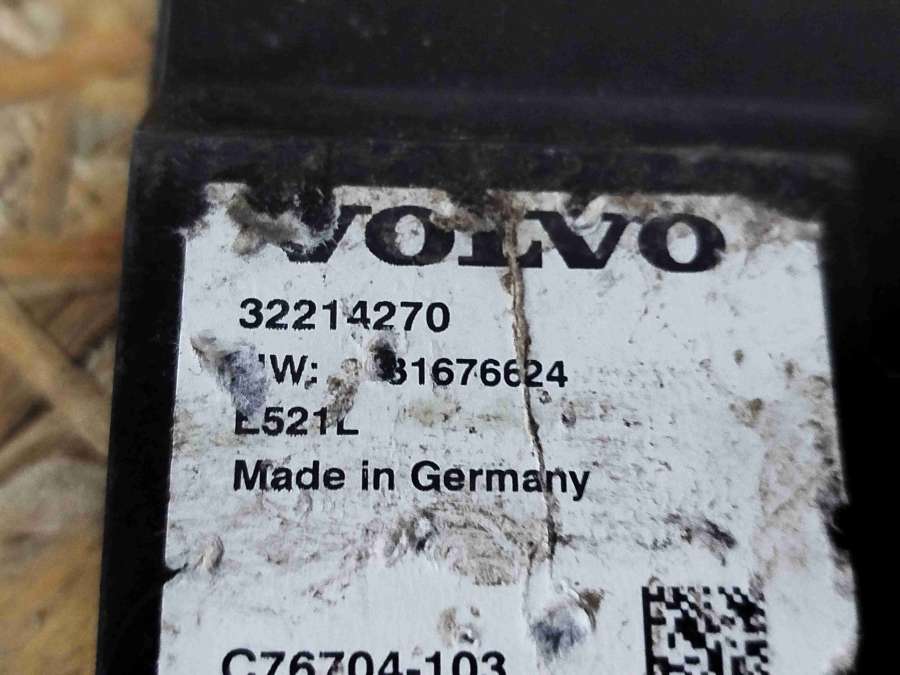 VOLVO
32214270
31676624
E521L
Made in Germany
C76704-103